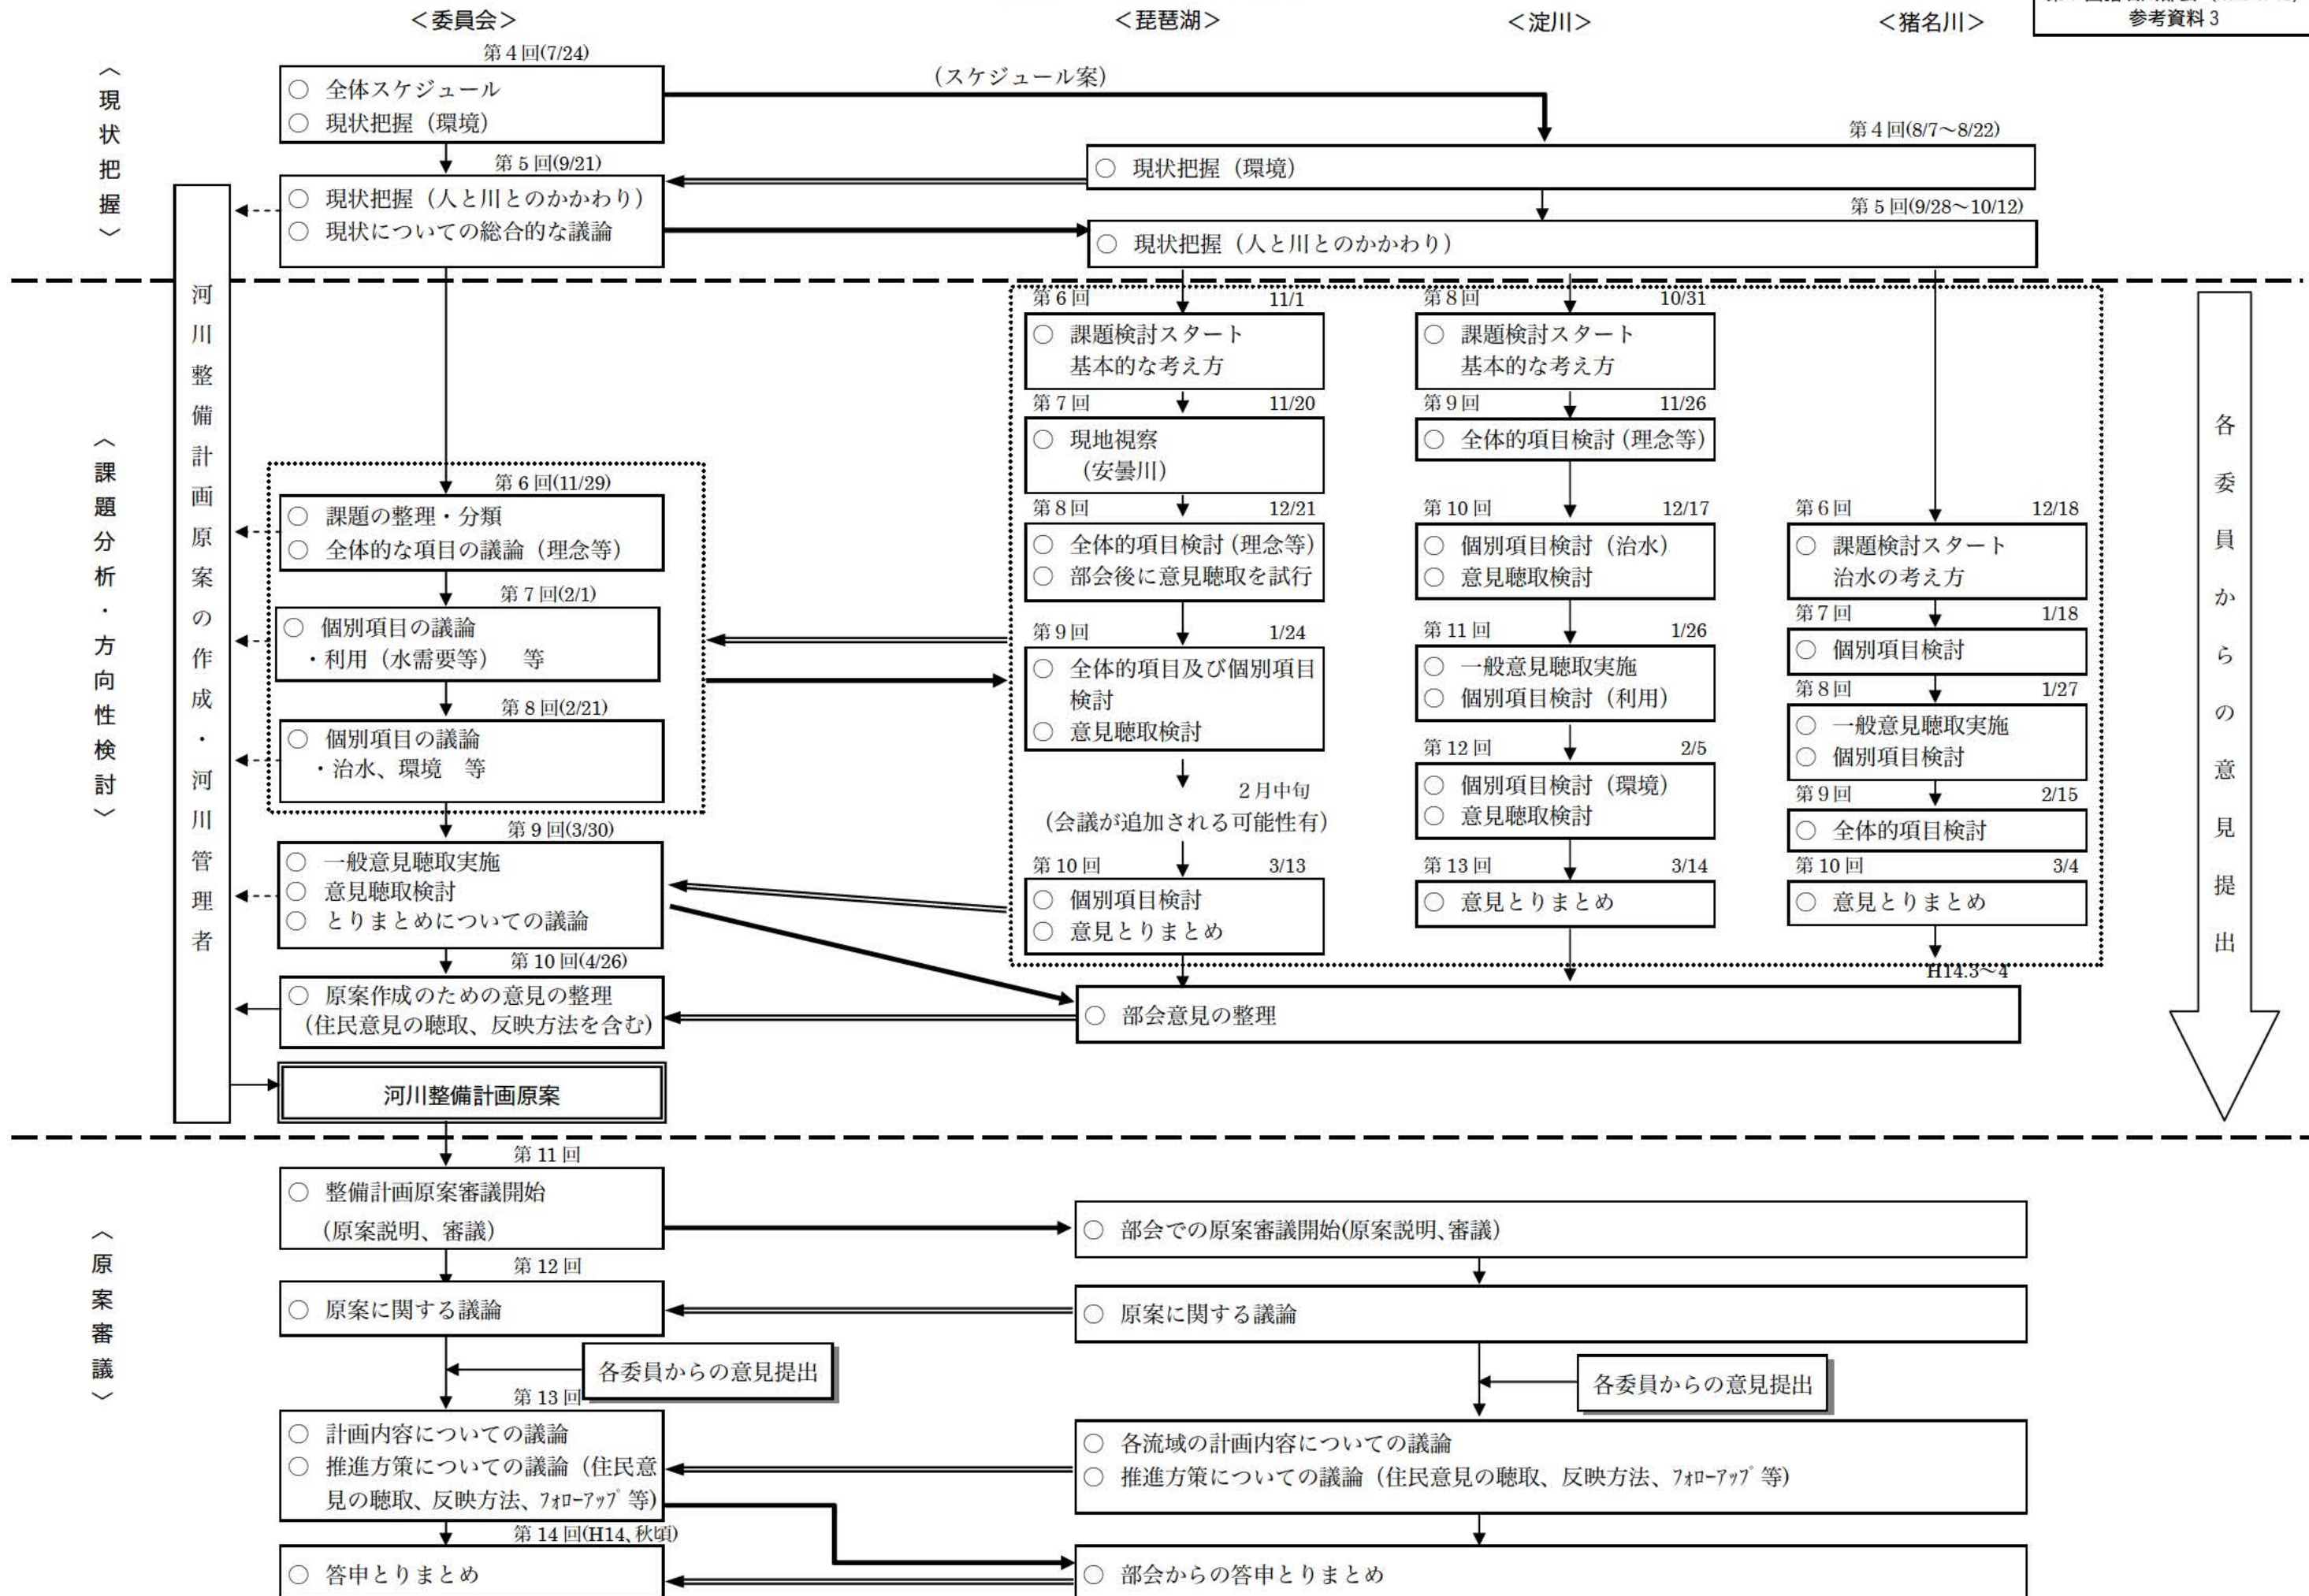 <委員会>
<琵琶湖>
<淀川>
<猪名川>
参考資料3
〈現状把握〉
第4回(7/24)
○ 全体スケジュール
○ 現状把握（環境）
（スケジュール案）
第4回(8/7～8/22)
○ 現状把握（環境）
第5回(9/21)
○ 現状把握（人と川とのかかわり）
○ 現状についての総合的な議論
第5回(9/28～10/12)
○ 現状把握（人と川とのかかわり）
河川整備計画原案の作成・河川管理者
〈課題分析・方向性検討〉
第6回(11/29)
○ 課題の整理・分類
○ 全体的な項目の議論（理念等）
第7回(2/1)
○ 個別項目の議論
・利用（水需要等） 等
第8回(2/21)
○ 個別項目の議論
・治水、環境 等
第9回(3/30)
○ 一般意見聴取実施
○ 意見聴取検討
○ とりまとめについての議論
第10回(4/26)
○ 原案作成のための意見の整理
（住民意見の聴取、反映方法を含む）
河川整備計画原案
第6回 11/1
○ 課題検討スタート
基本的な考え方
第7回 11/20
○ 現地視察
（安曇川）
第8回 12/21
○ 全体的項目検討（理念等）
○ 部会後に意見聴取を試行
第9回 1/24
○ 全体的項目及び個別項目
検討
○ 意見聴取検討
2月中旬
（会議が追加される可能性有）
第10回 3/13
○ 個別項目検討
○ 意見とりまとめ
第8回 10/31
○ 課題検討スタート
基本的な考え方
第9回 11/26
○ 全体的項目検討（理念等）
第10回 12/17
○ 個別項目検討（治水）
○ 意見聴取検討
第11回 1/26
○ 一般意見聴取実施
○ 個別項目検討（利用）
第12回 2/5
○ 個別項目検討（環境）
○ 意見聴取検討
第13回 3/14
○ 意見とりまとめ
第6回 12/18
○ 課題検討スタート
治水の考え方
第7回 1/18
○ 個別項目検討
第8回 1/27
○ 一般意見聴取実施
○ 個別項目検討
第9回 2/15
○ 全体的項目検討
第10回 3/4
○ 意見とりまとめ
H14.3～4
○ 部会意見の整理
各委員からの意見提出
〈原案審議〉
第11回
○ 整備計画原案審議開始
（原案説明、審議）
○ 部会での原案審議開始(原案説明、審議)
第12回
○ 原案に関する議論
○ 原案に関する議論
各委員からの意見提出
各委員からの意見提出
第13回
○ 計画内容についての議論
○ 推進方策についての議論（住民意
見の聴取、反映方法、ﾌｫﾛｰｱｯﾌﾟ等)
○ 各流域の計画内容についての議論
○ 推進方策についての議論（住民意見の聴取、反映方法、ﾌｫﾛｰｱｯﾌﾟ等)
第14回(H14、秋頃)
○ 答申とりまとめ
○ 部会からの答申とりまとめ